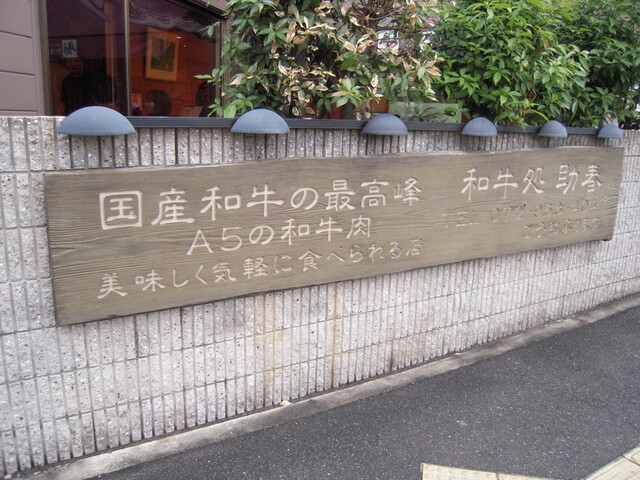 国産和牛の最高峰
A5の和牛肉
美味しく気軽に食べられる店
和牛処 助春